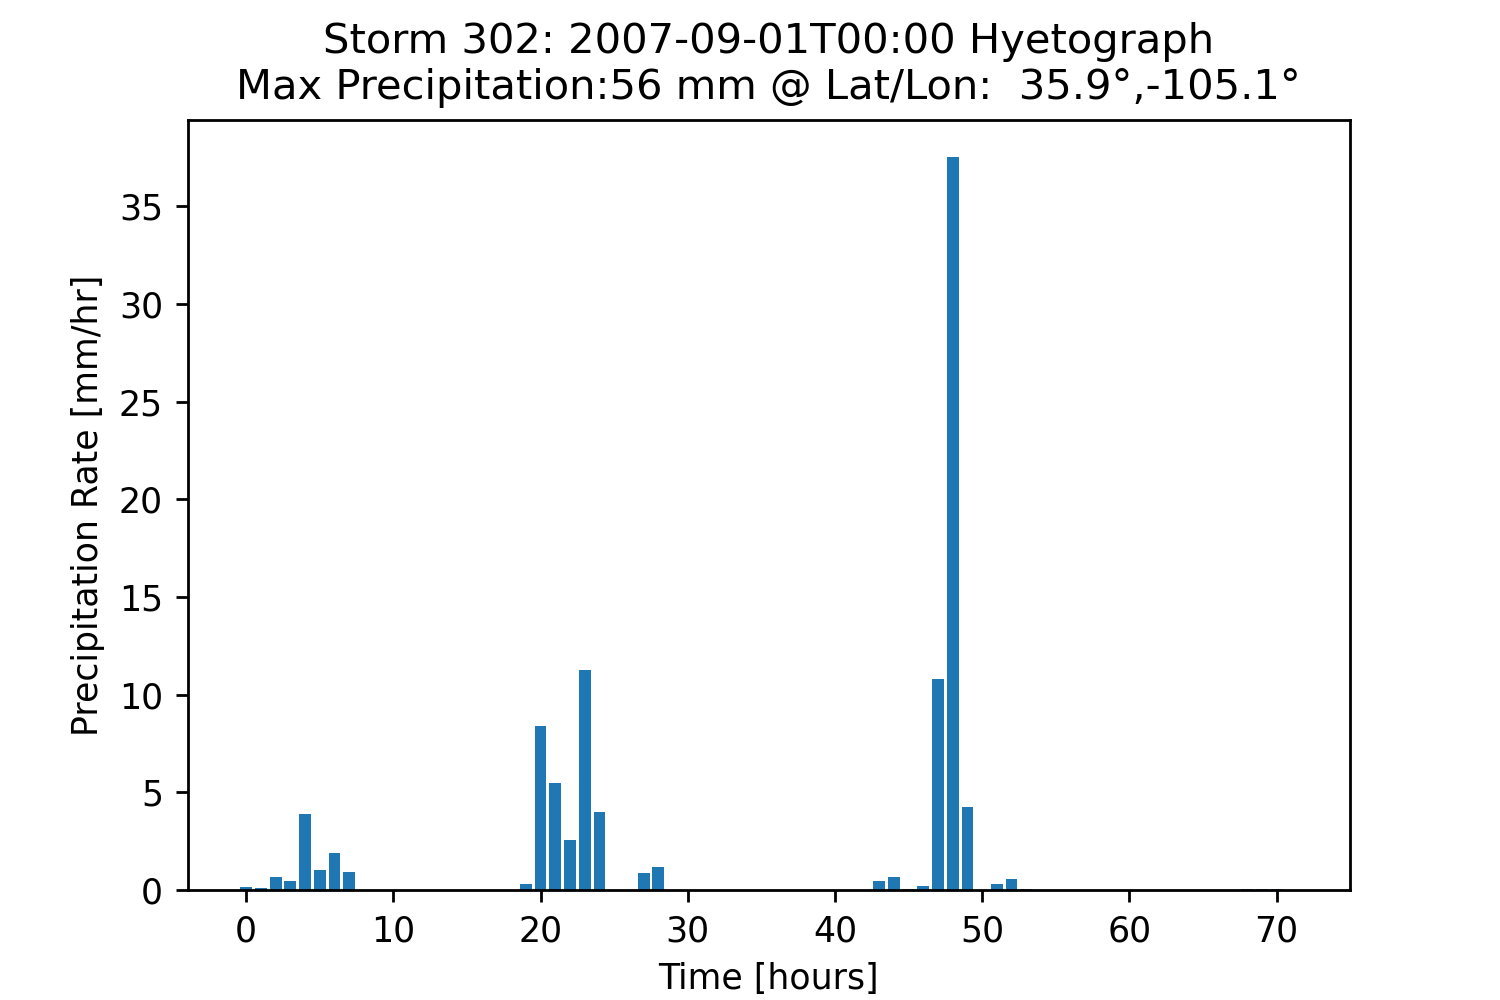 Storm 302: 2007-09-01T00:00 Hyetograph
Max Precipitation:56 mm @ Lat/Lon:  35.9°,-105.1°
Precipitation Rate [mm/hr]
35
30
25
20
15
10
5
0
0 10 20 30 40 50 60 70
Time [hours]